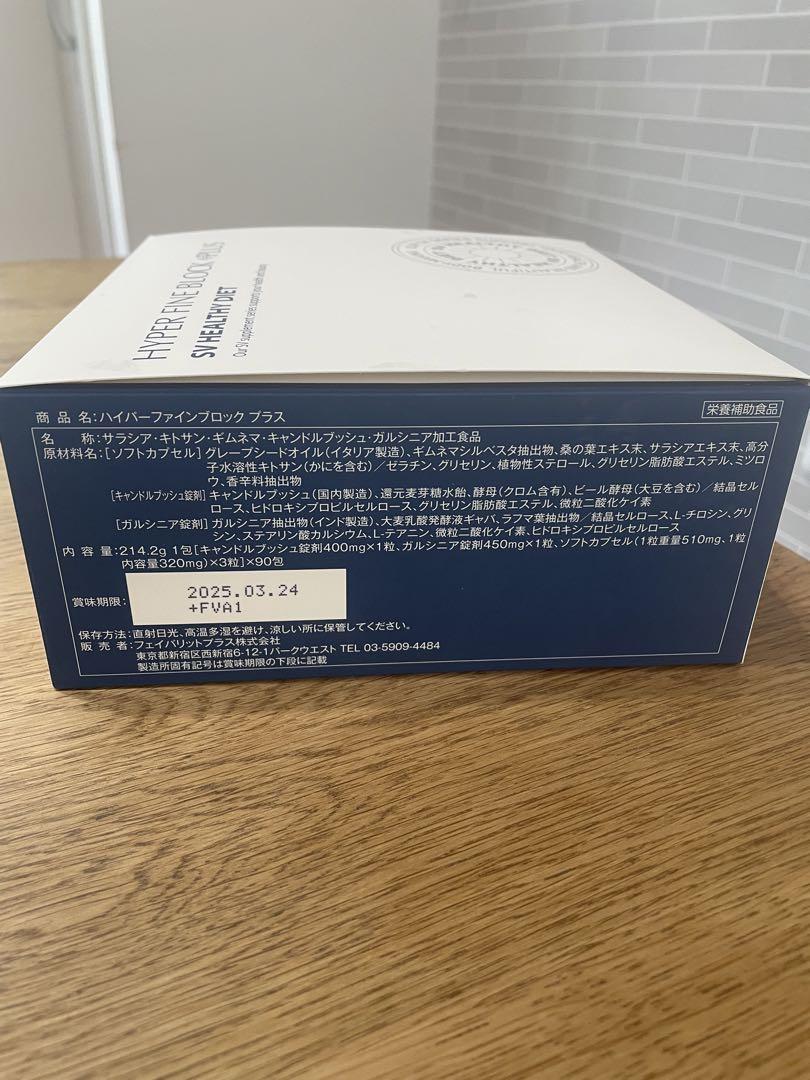 HYPER FINE BLOCK +PLUS
SV HEALTHY DIET
Our SV supplement series supports your health and beauty
商品名:ハイパーファインブロック プラス
栄養補助食品
名 称:サラシア・キトサン・ギムネマ・キャンドルブッシュ・ガルシニア加工食品
原材料名:[ソフトカプセル] グレープシードオイル(イタリア製造)、ギムネマシルベスタ抽出物、桑の葉エキス末、サラシアエキス末、高分
子水溶性キトサン(かにを含む)/ゼラチン、グリセリン、植物性ステロール、グリセリン脂肪酸エステル、ミツロ
ウ、香辛料抽出物
[キャンドルブッシュ錠剤] キャンドルブッシュ(国内製造)、還元麦芽糖水飴、酵母(クロム含有)、ビール酵母(大豆を含む)/結晶セル
ロース、ヒドロキシプロピルセルロース、グリセリン脂肪酸エステル、微粒二酸化ケイ素
[ガルシニア錠剤] ガルシニア抽出物(インド製造)、大麦乳酸発酵液ギャバ、ラフマ葉抽出物/結晶セルロース、L-チロシン、グリ
シン、ステアリン酸カルシウム、L-テアニン、微粒二酸化ケイ素、ヒドロキシプロピルセルロース
内容量:214.2g 1包[キャンドルブッシュ錠剤400mg×1粒、ガルシニア錠剤450mg×1粒、ソフトカプセル(1粒重量510mg、1粒
内容量320mg)×3粒]×90包
賞味期限:
2025.03.24
+FVA1
保存方法:直射日光、高温多湿を避け、涼しい所に保管してください。
販売者:フェイバリットプラス株式会社
東京都新宿区西新宿6-12-1パークウエスト TEL 03-5909-4484
製造所固有記号は賞味期限の下段に記載